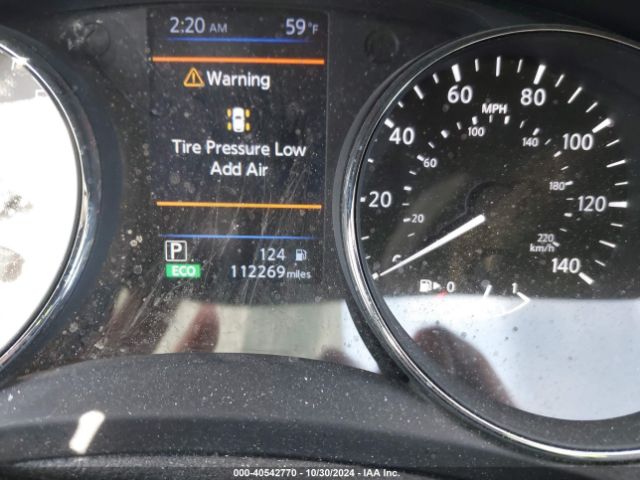 2:20 AM 59°F
Warning
Tire Pressure Low
Add Air
P 124
ECO 112269 miles
20
40
60
80
100
120
140
MPH
20
60
100
140
180
220
km/h
0 1
000-40542770 - 10/30/2024 - IAA Inc.